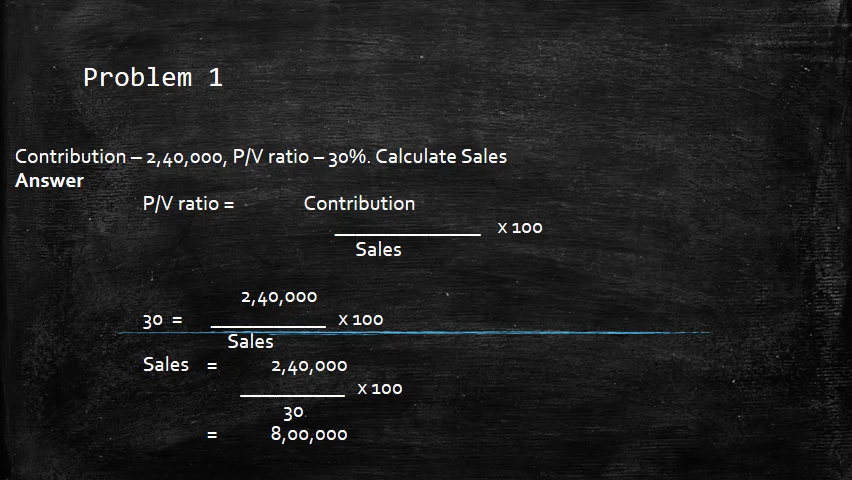 Problem 1
Contribution – 2,40,000, P/V ratio – 30%. Calculate Sales
Answer
P/V ratio = Contribution
x 100
Sales
2,40,000
30 = x 100
Sales
Sales = 2,40,000
x 100
30
= 8,00,000